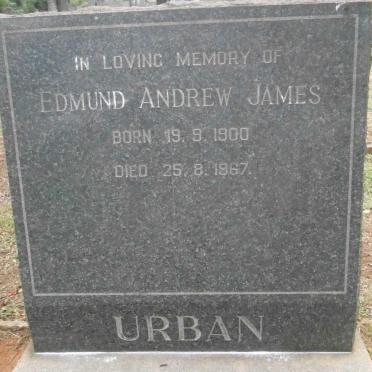 IN LOVING MEMORY OF
EDMUND ANDREW JAMES
BORN 19.9.1900
DIED 25.8.1967.
URBAN